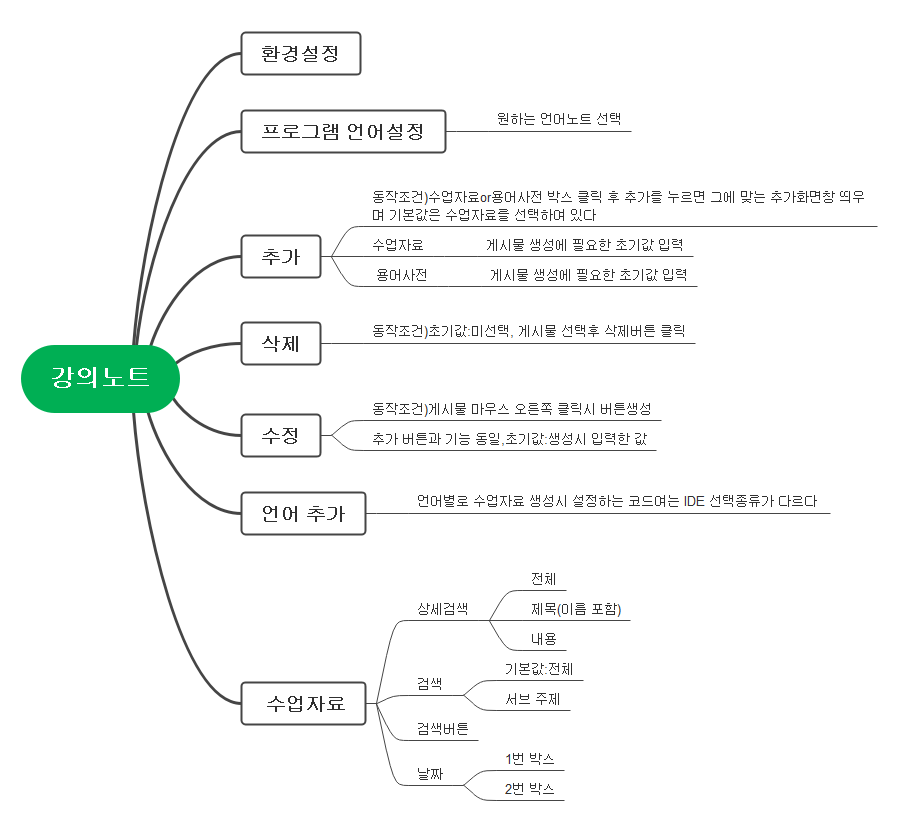 강의노트
환경설정
프로그램 언어설정
원하는 언어노트 선택
추가
동작조건)수업자료or용어사전 박스 클릭 후 추가를 누르면 그에 맞는 추가화면창 띄우
며 기본값은 수업자료를 선택하며 있다
수업자료
게시물 생성에 필요한 초기값 입력
용어사전
게시물 생성에 필요한 초기값 입력
삭제
동작조건)초기값:미선택, 게시물 선택후 삭제버튼 클릭
수정
동작조건)게시물 마우스 오른쪽 클릭시 버튼생성
추가 버튼과 기능 동일,초기값:생성시 입력한 값
언어 추가
언어별로 수업자료 생성시 설정하는 코드며는 IDE 선택종류가 다르다
수업자료
상세검색
전체
제목(이름 포함)
내용
검색
기본값:전체
서브 주제
검색버튼
날짜
1번 박스
2번 박스